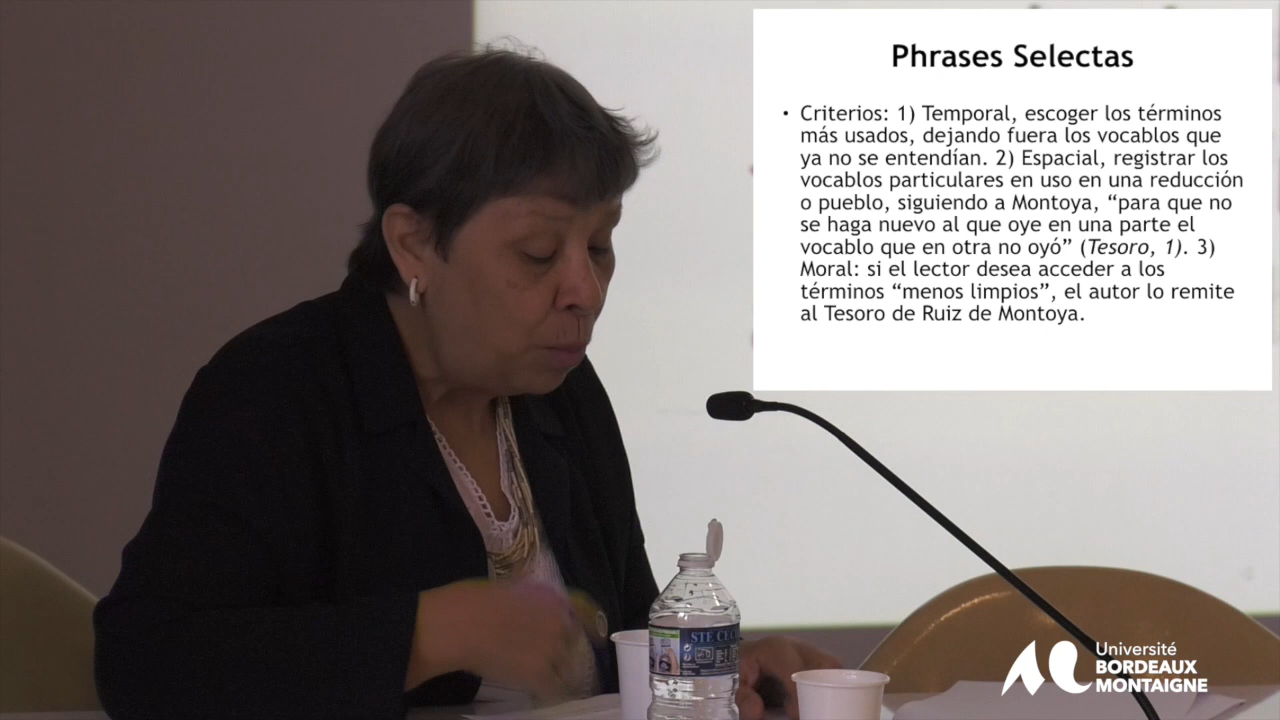 Phrases Selectas
• Criterios: 1) Temporal, escoger los términos
más usados, dejando fuera los vocablos que
ya no se entendían. 2) Espacial, registrar los
vocablos particulares en uso en una reducción
o pueblo, siguiendo a Montoya, “para que no
se haga nuevo al que oye en una parte el
vocablo que en otra no oyó” (Tesoro, 1). 3)
Moral: si el lector desea acceder a los
términos “menos limpios”, el autor lo remite
al Tesoro de Ruiz de Montoya.
STE
Université
BORDEAUX
MONTAIGNE